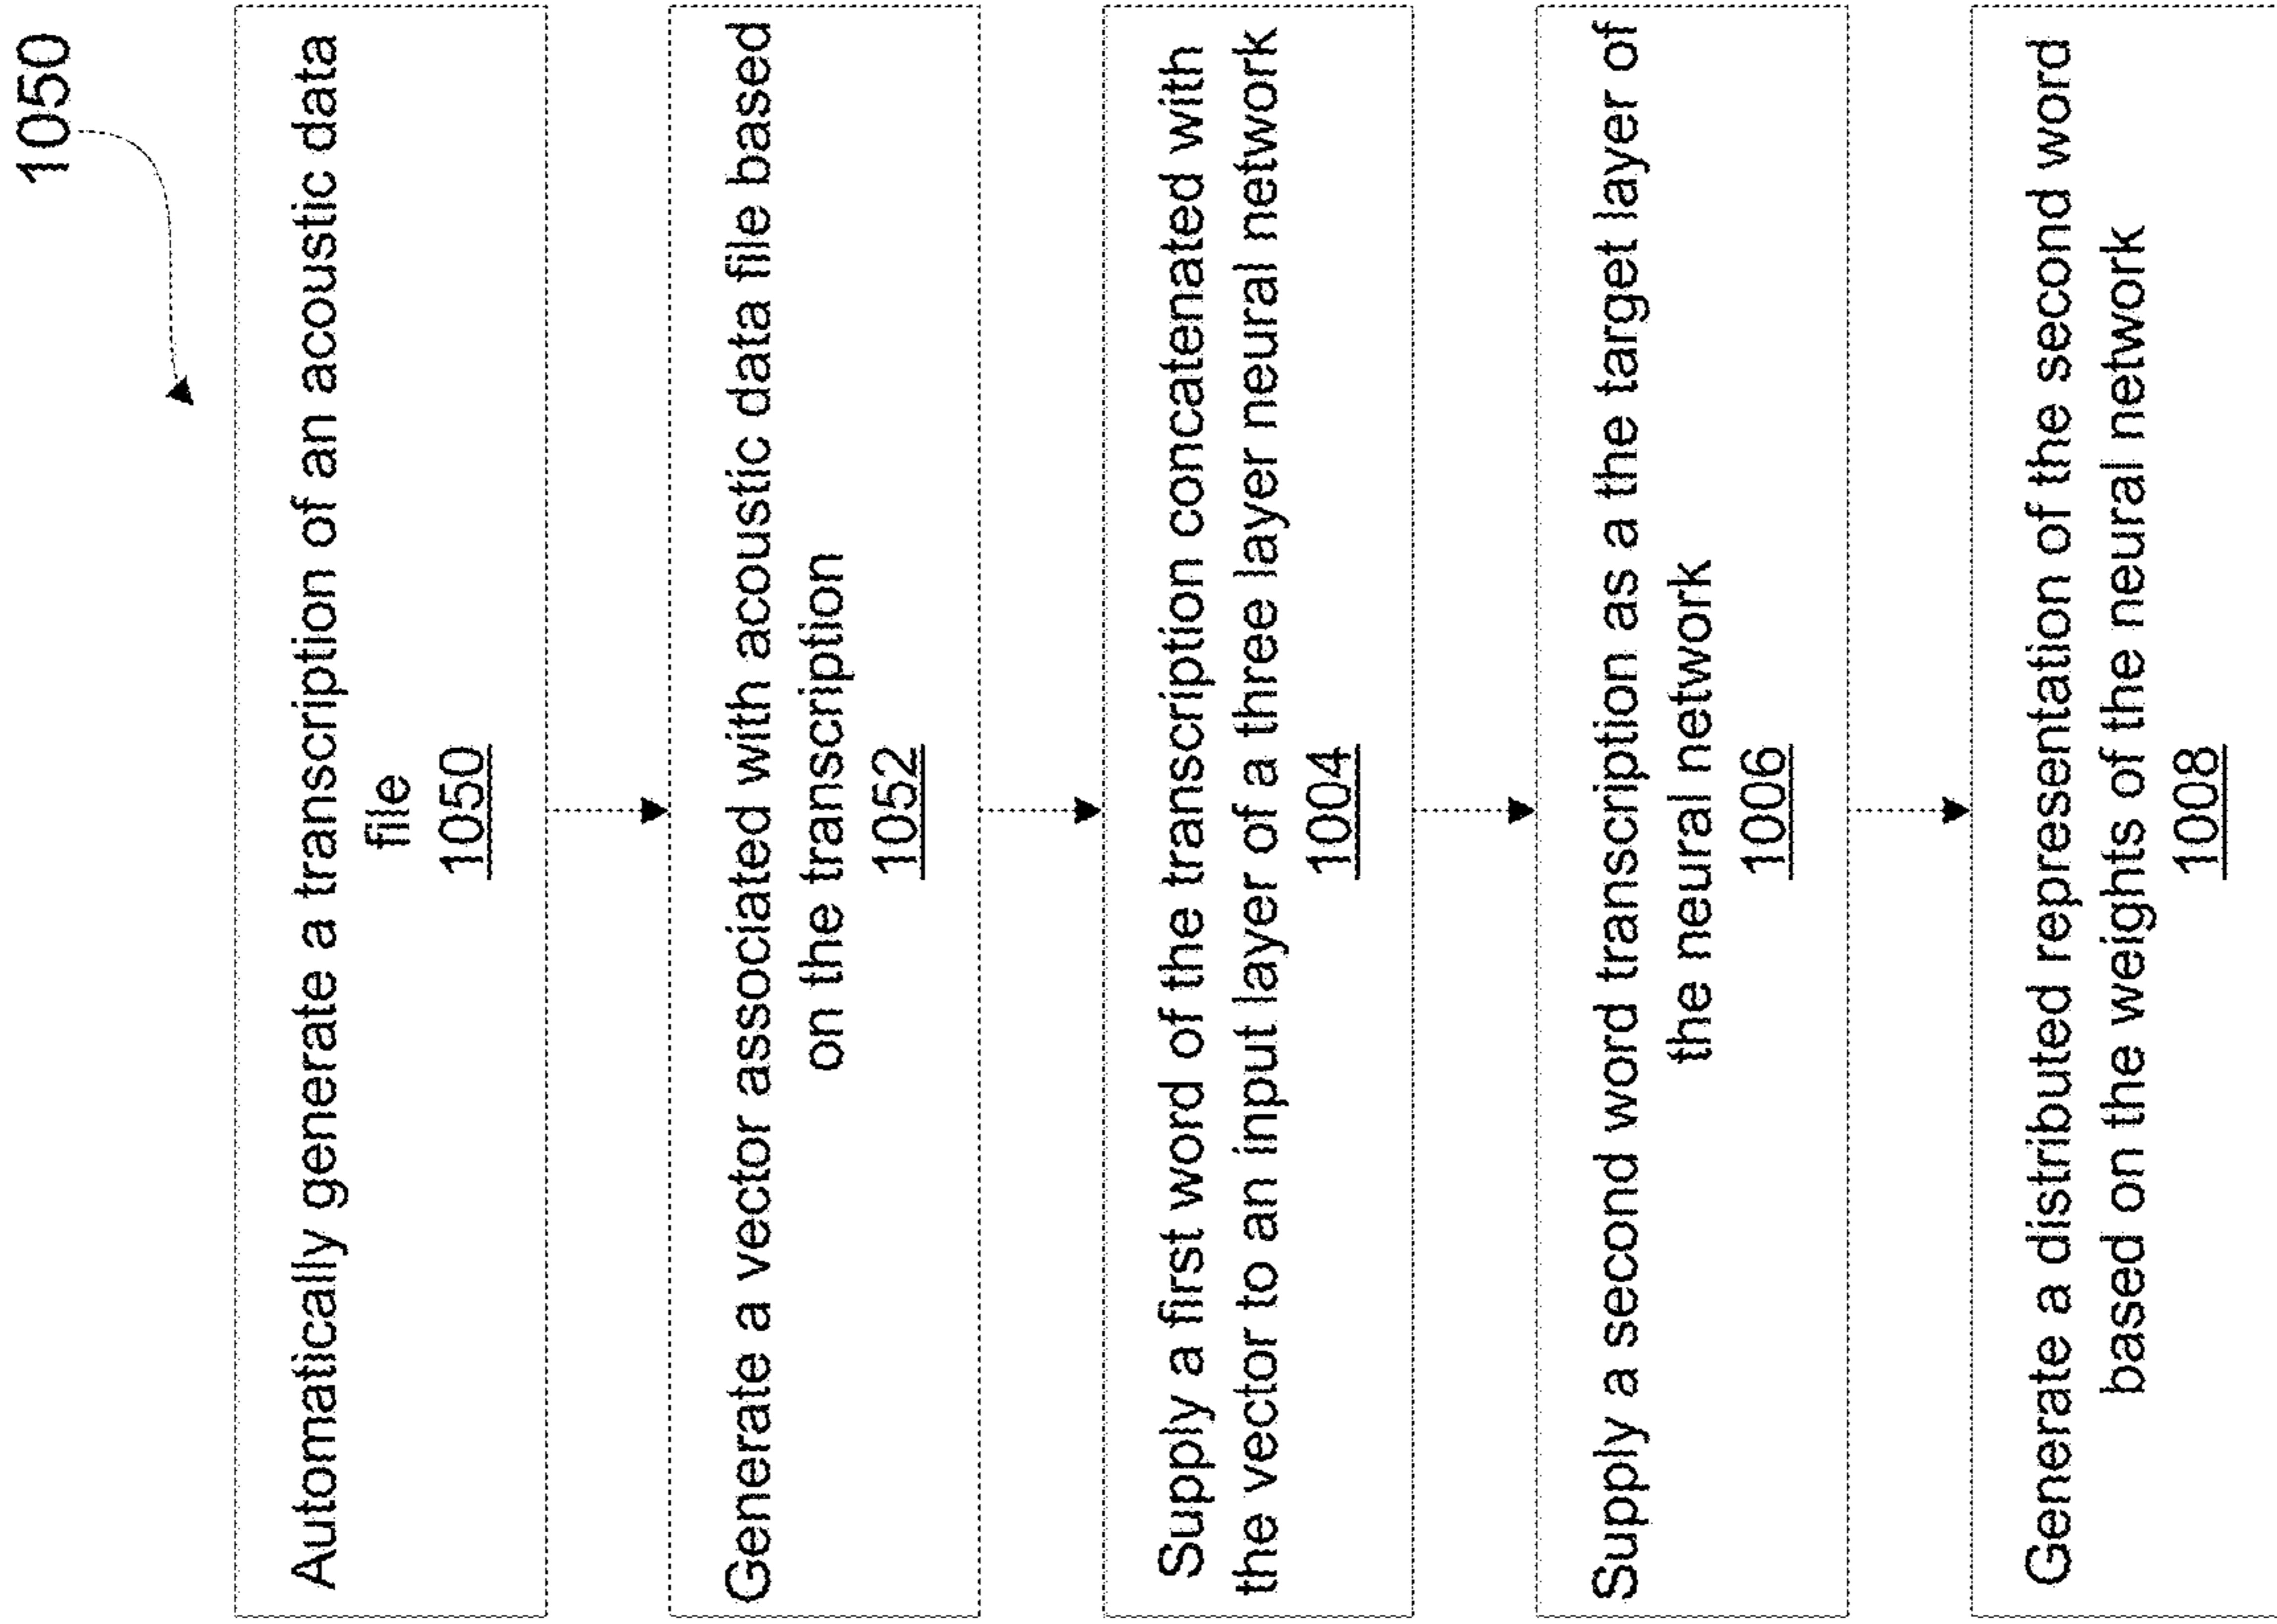 1050
Automatically generate a transcription of an acoustic data
file
1050
Generate a vector associated with acoustic data file based
on the transcription
1052
Supply a first word of the transcription concatenated with
the vector to an input layer of a three layer neural network
1004
Supply a second word transcription as a the target layer of
the neural network
1006
Generate a distributed representation of the second word
based on the weights of the neural network
1008